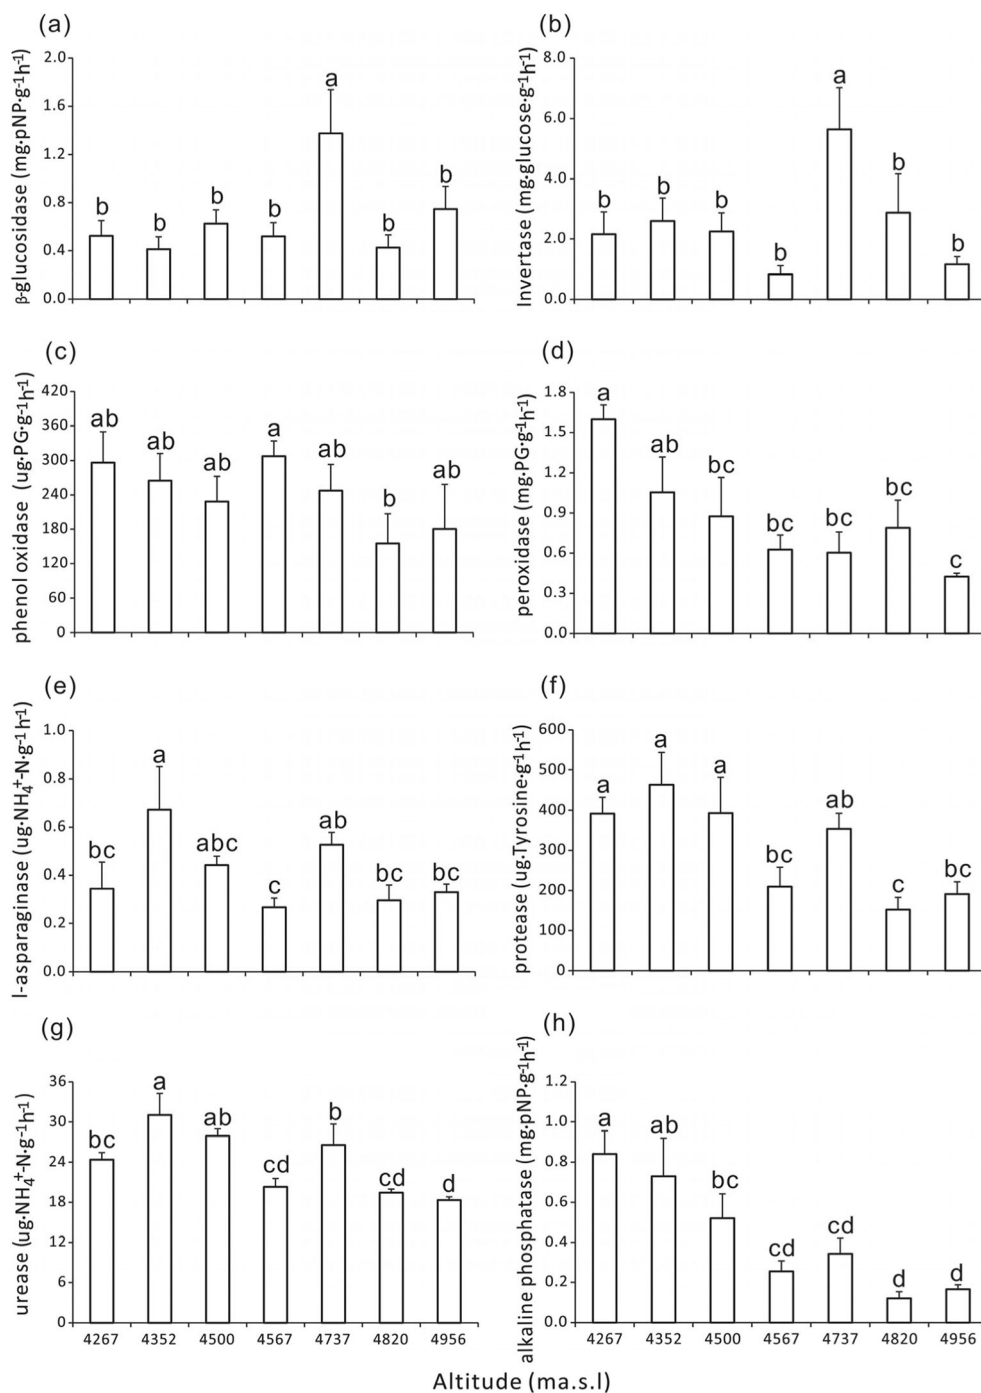 (a)
β-glucosidase (mg·pNP·g⁻¹h⁻¹)
2.0
1.6
1.2
0.8
0.4
0.0
b
b
b
b
a
b
b
(b)
Invertase (mg·glucose·g⁻¹h⁻¹)
8.0
6.0
4.0
2.0
0.0
b
b
b
b
a
b
b
(c)
phenol oxidase (ug·PG·g⁻¹h⁻¹)
420
360
300
240
180
120
60
0
ab
ab
ab
a
ab
b
ab
(d)
peroxidase (mg·PG·g⁻¹h⁻¹)
1.8
1.5
1.2
0.9
0.6
0.3
0.0
a
ab
bc
bc
bc
bc
c
(e)
l-asparaginase (ug·NH₄⁺-N·g⁻¹h⁻¹)
1.0
0.8
0.6
0.4
0.2
0.0
bc
a
abc
c
ab
bc
bc
(f)
protease (ug·Tyrosine·g⁻¹h⁻¹)
600
500
400
300
200
100
0
a
a
a
bc
ab
c
bc
(g)
urease (ug·NH₄⁺-N·g⁻¹h⁻¹)
36
30
24
18
12
6
0
bc
a
ab
cd
b
cd
d
4267 4352 4500 4567 4737 4820 4956
(h)
alkaline phosphatase (mg·pNP·g⁻¹h⁻¹)
1.2
1.0
0.8
0.6
0.4
0.2
0.0
a
ab
bc
cd
cd
d
d
4267 4352 4500 4567 4737 4820 4956
Altitude (ma.s.l)